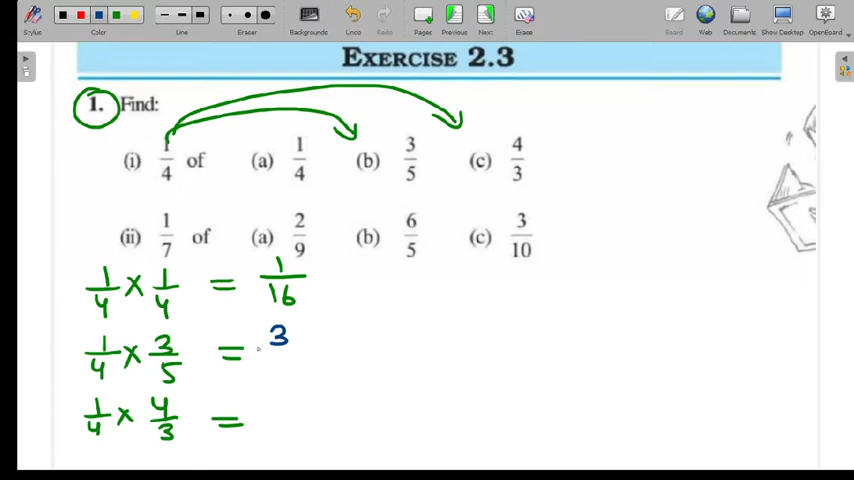 Stylus Color Line Eraser Backgrounds Undo Pages Previous Next Erase Board Web Documents Show Desktop OpenBoard
EXERCISE 2.3
1. Find:
(i) 1/4 of (a) 1/4 (b) 3/5 (c) 4/3
(ii) 1/7 of (a) 2/9 (b) 6/5 (c) 3/10
1/4 × 1/4 = 1/16
1/4 × 3/5 = 3
1/4 × 4/3 =